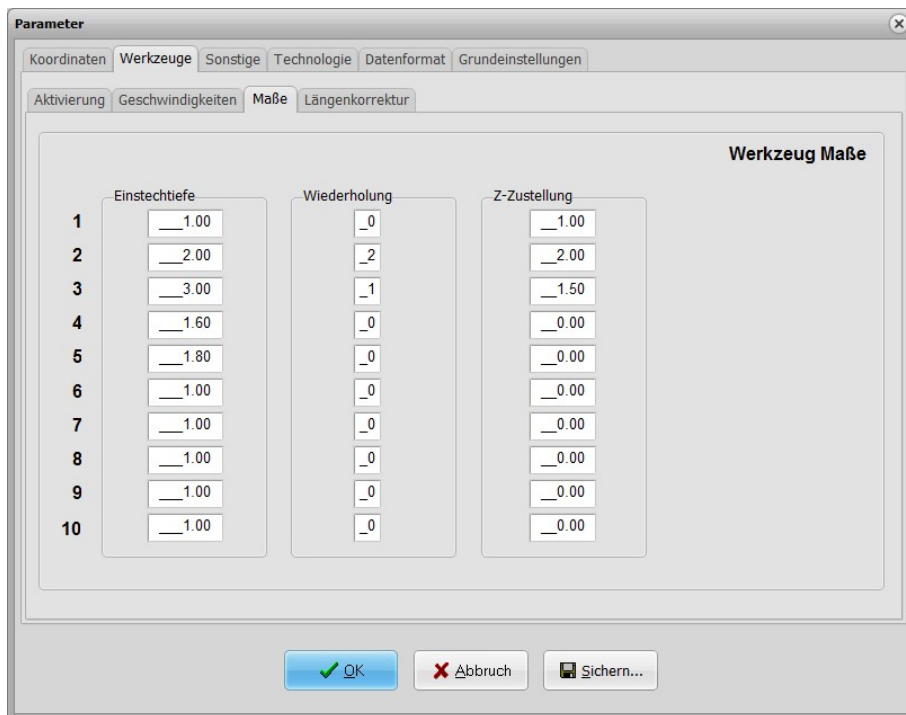 Parameter
Koordinaten Werkzeuge Sonstige Technologie Datenformat Grundeinstellungen
Aktivierung Geschwindigkeiten Maße Längenkorrektur
Werkzeug Maße
Einstechtiefe Wiederholung Z-Zustellung
1 ___1.00 _0 __1.00
2 ___2.00 _2 __2.00
3 ___3.00 _1 __1.50
4 ___1.60 _0 __0.00
5 ___1.80 _0 __0.00
6 ___1.00 _0 __0.00
7 ___1.00 _0 __0.00
8 ___1.00 _0 __0.00
9 ___1.00 _0 __0.00
10 ___1.00 _0 __0.00
OK Abbruch Sichern...